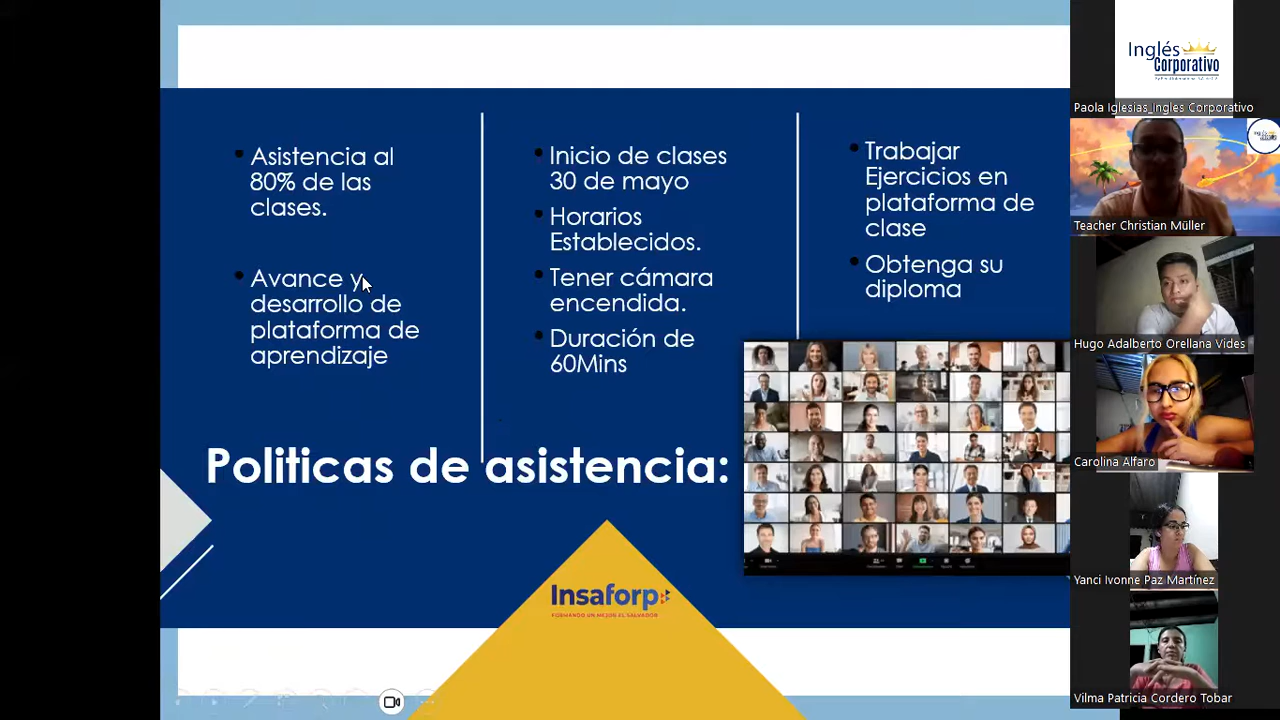 Asistencia al
80% de las
clases.
Avance y
desarrollo de
plataforma de
aprendizaje
Inicio de clases
30 de mayo
Horarios
Establecidos.
Tener cámara
encendida.
Duración de
60Mins
Trabajar
Ejercicios en
plataforma de
clase
Obtenga su
diploma
Politicas de asistencia:
Insaforp
FORMANDO UN MEJOR EL SALVADOR
Inglés
Corporativo
Paola Iglesias_Ingles Corporativo
Teacher Christian Müller
Hugo Adalberto Orellana Vides
Carolina Alfaro
Yanci Ivonne Paz Martínez
Vilma Patricia Cordero Tobar